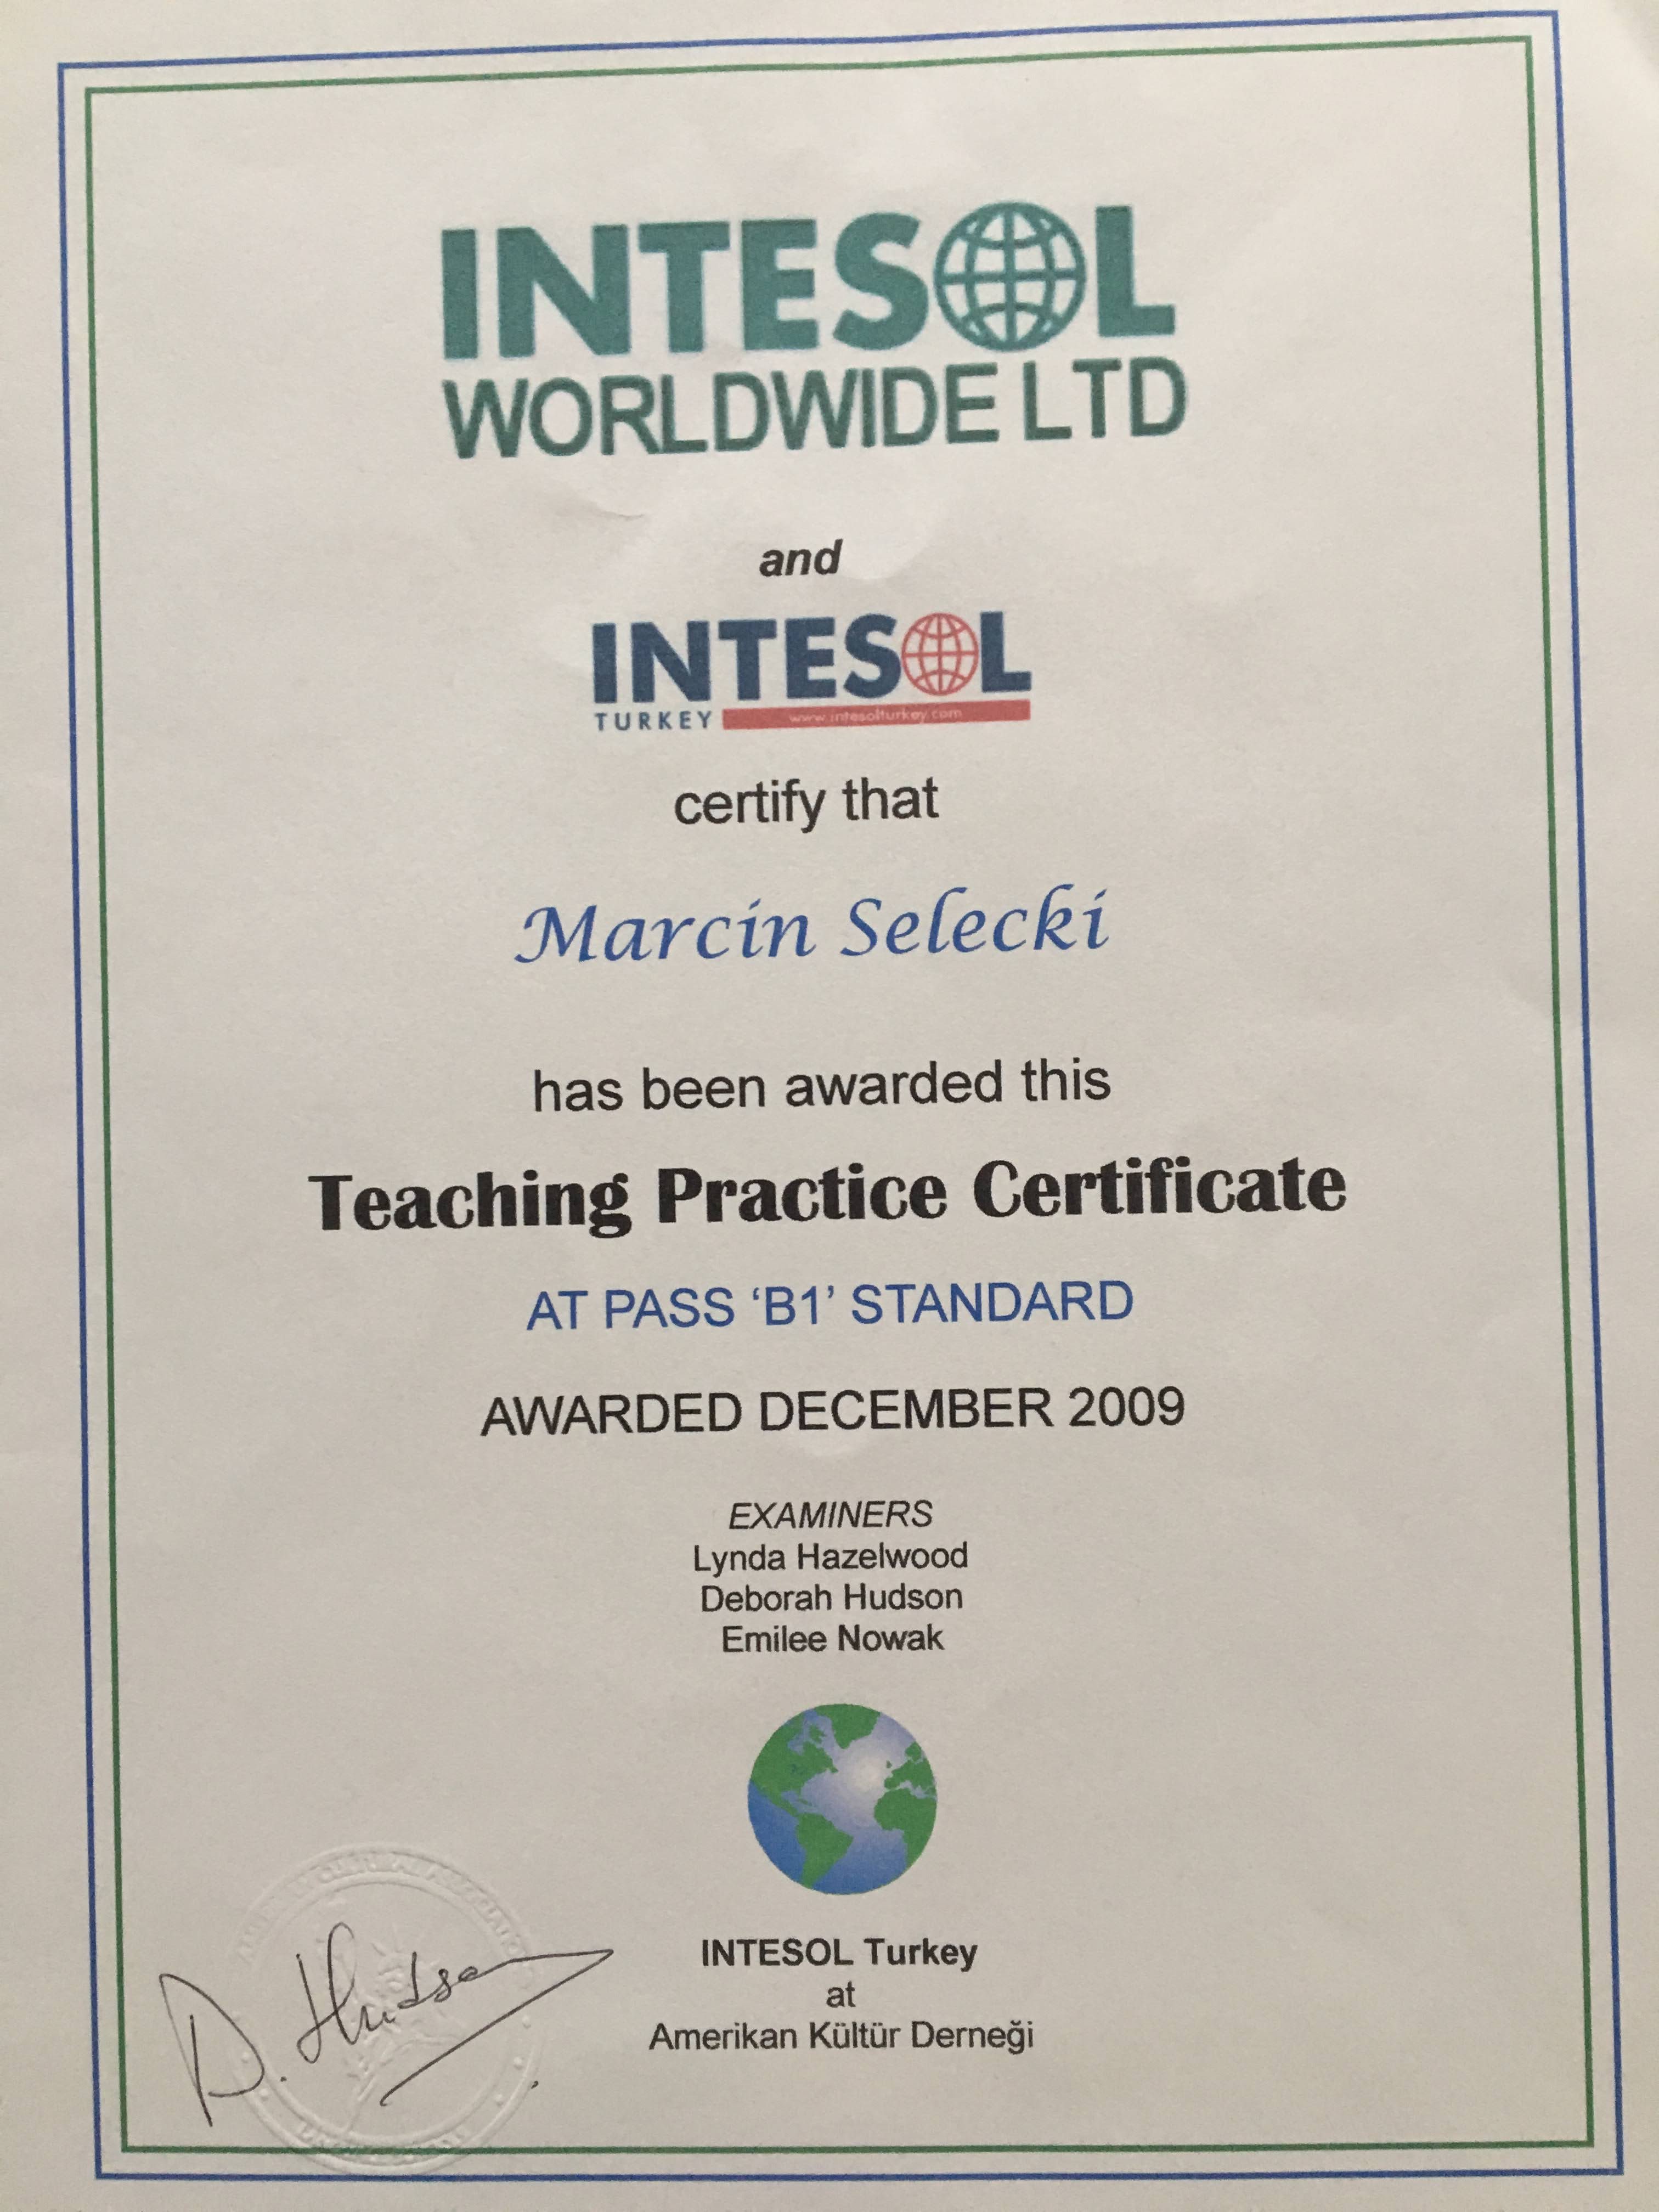 INTESOL
WORLDWIDE LTD
and
INTESOL
TURKEY www.intesolturkey.com
certify that
Marcin Selecki
has been awarded this
Teaching Practice Certificate
AT PASS ‘B1’ STANDARD
AWARDED DECEMBER 2009
EXAMINERS
Lynda Hazelwood
Deborah Hudson
Emilee Nowak
INTESOL Turkey
at
Amerikan Kültür Derneği
D. Hudson